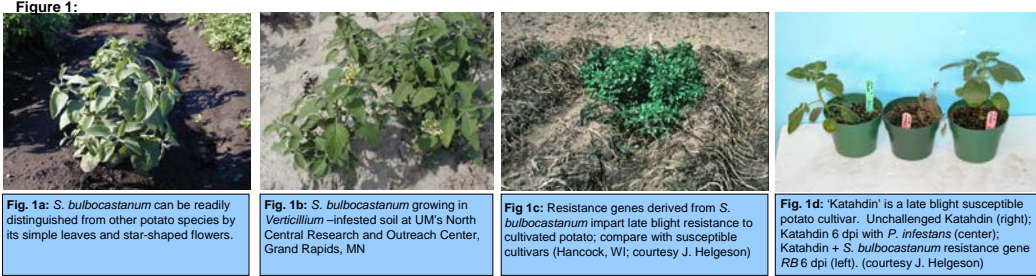 Figure 1:
Fig. 1a: S. bulbocastanum can be readily
distinguished from other potato species by
its simple leaves and star-shaped flowers.
Fig. 1b: S. bulbocastanum growing in
Verticillium –infested soil at UM's North
Central Research and Outreach Center,
Grand Rapids, MN
Fig 1c: Resistance genes derived from S.
bulbocastanum impart late blight resistance to
cultivated potato; compare with susceptible
cultivars (Hancock, WI; courtesy J. Helgeson)
Fig. 1d: 'Katahdin' is a late blight susceptible
potato cultivar. Unchallenged Katahdin (right);
Katahdin 6 dpi with P. infestans (center);
Katahdin + S. bulbocastanum resistance gene
RB 6 dpi (left). (courtesy J. Helgeson)